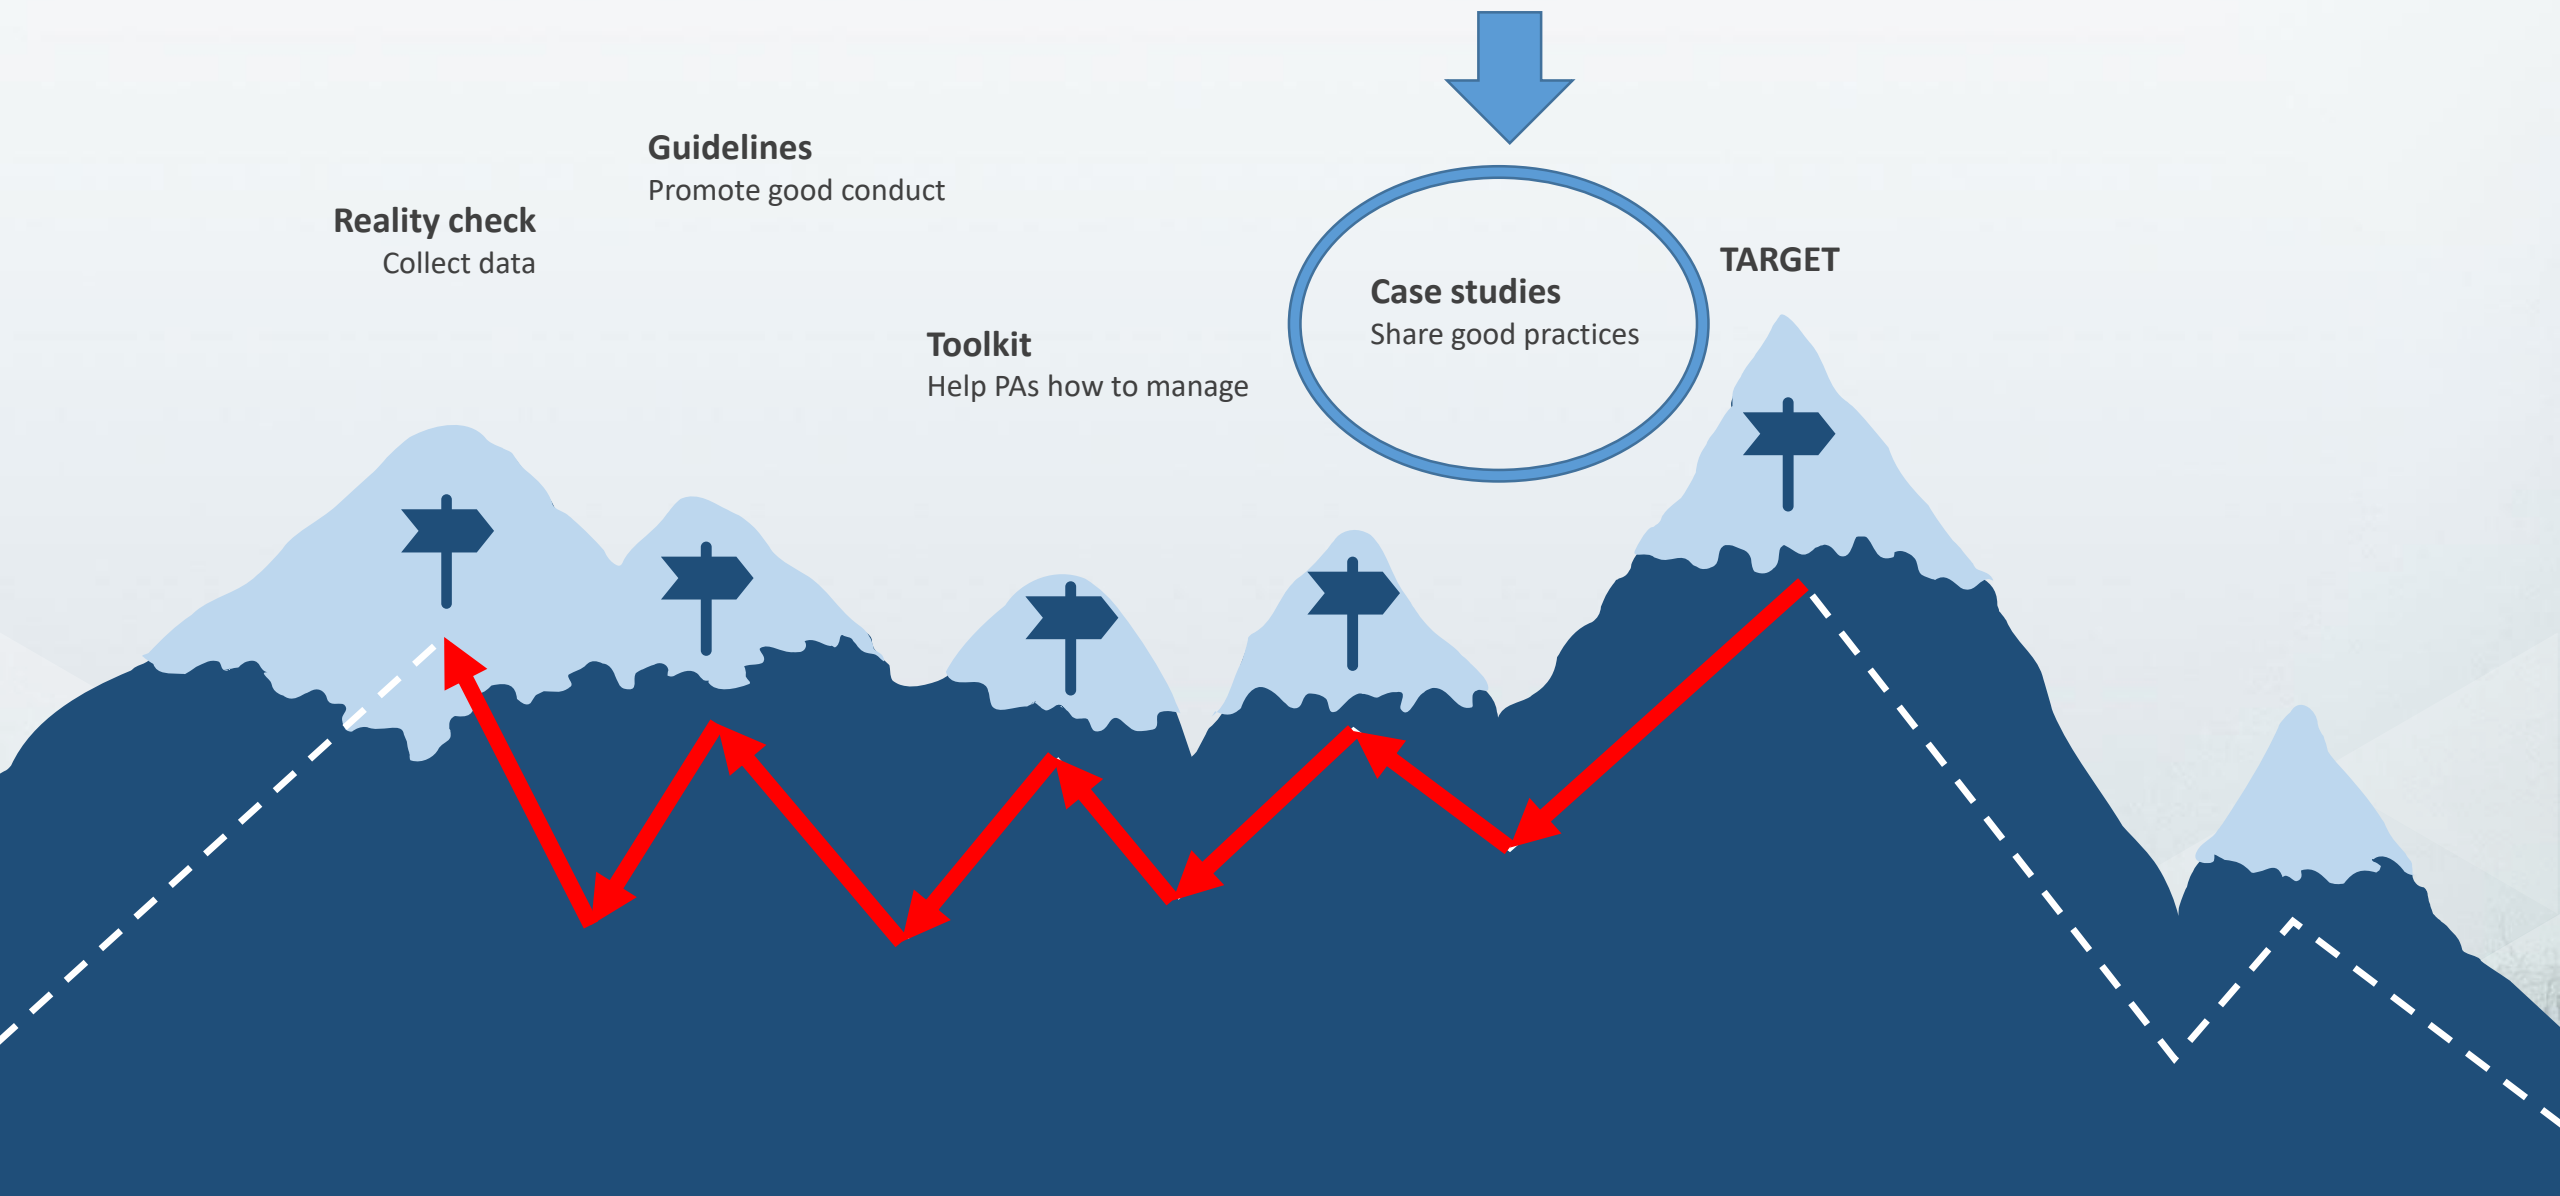 Reality check
Collect data
Guidelines
Promote good conduct
Toolkit
Help PAs how to manage
Case studies
Share good practices
TARGET